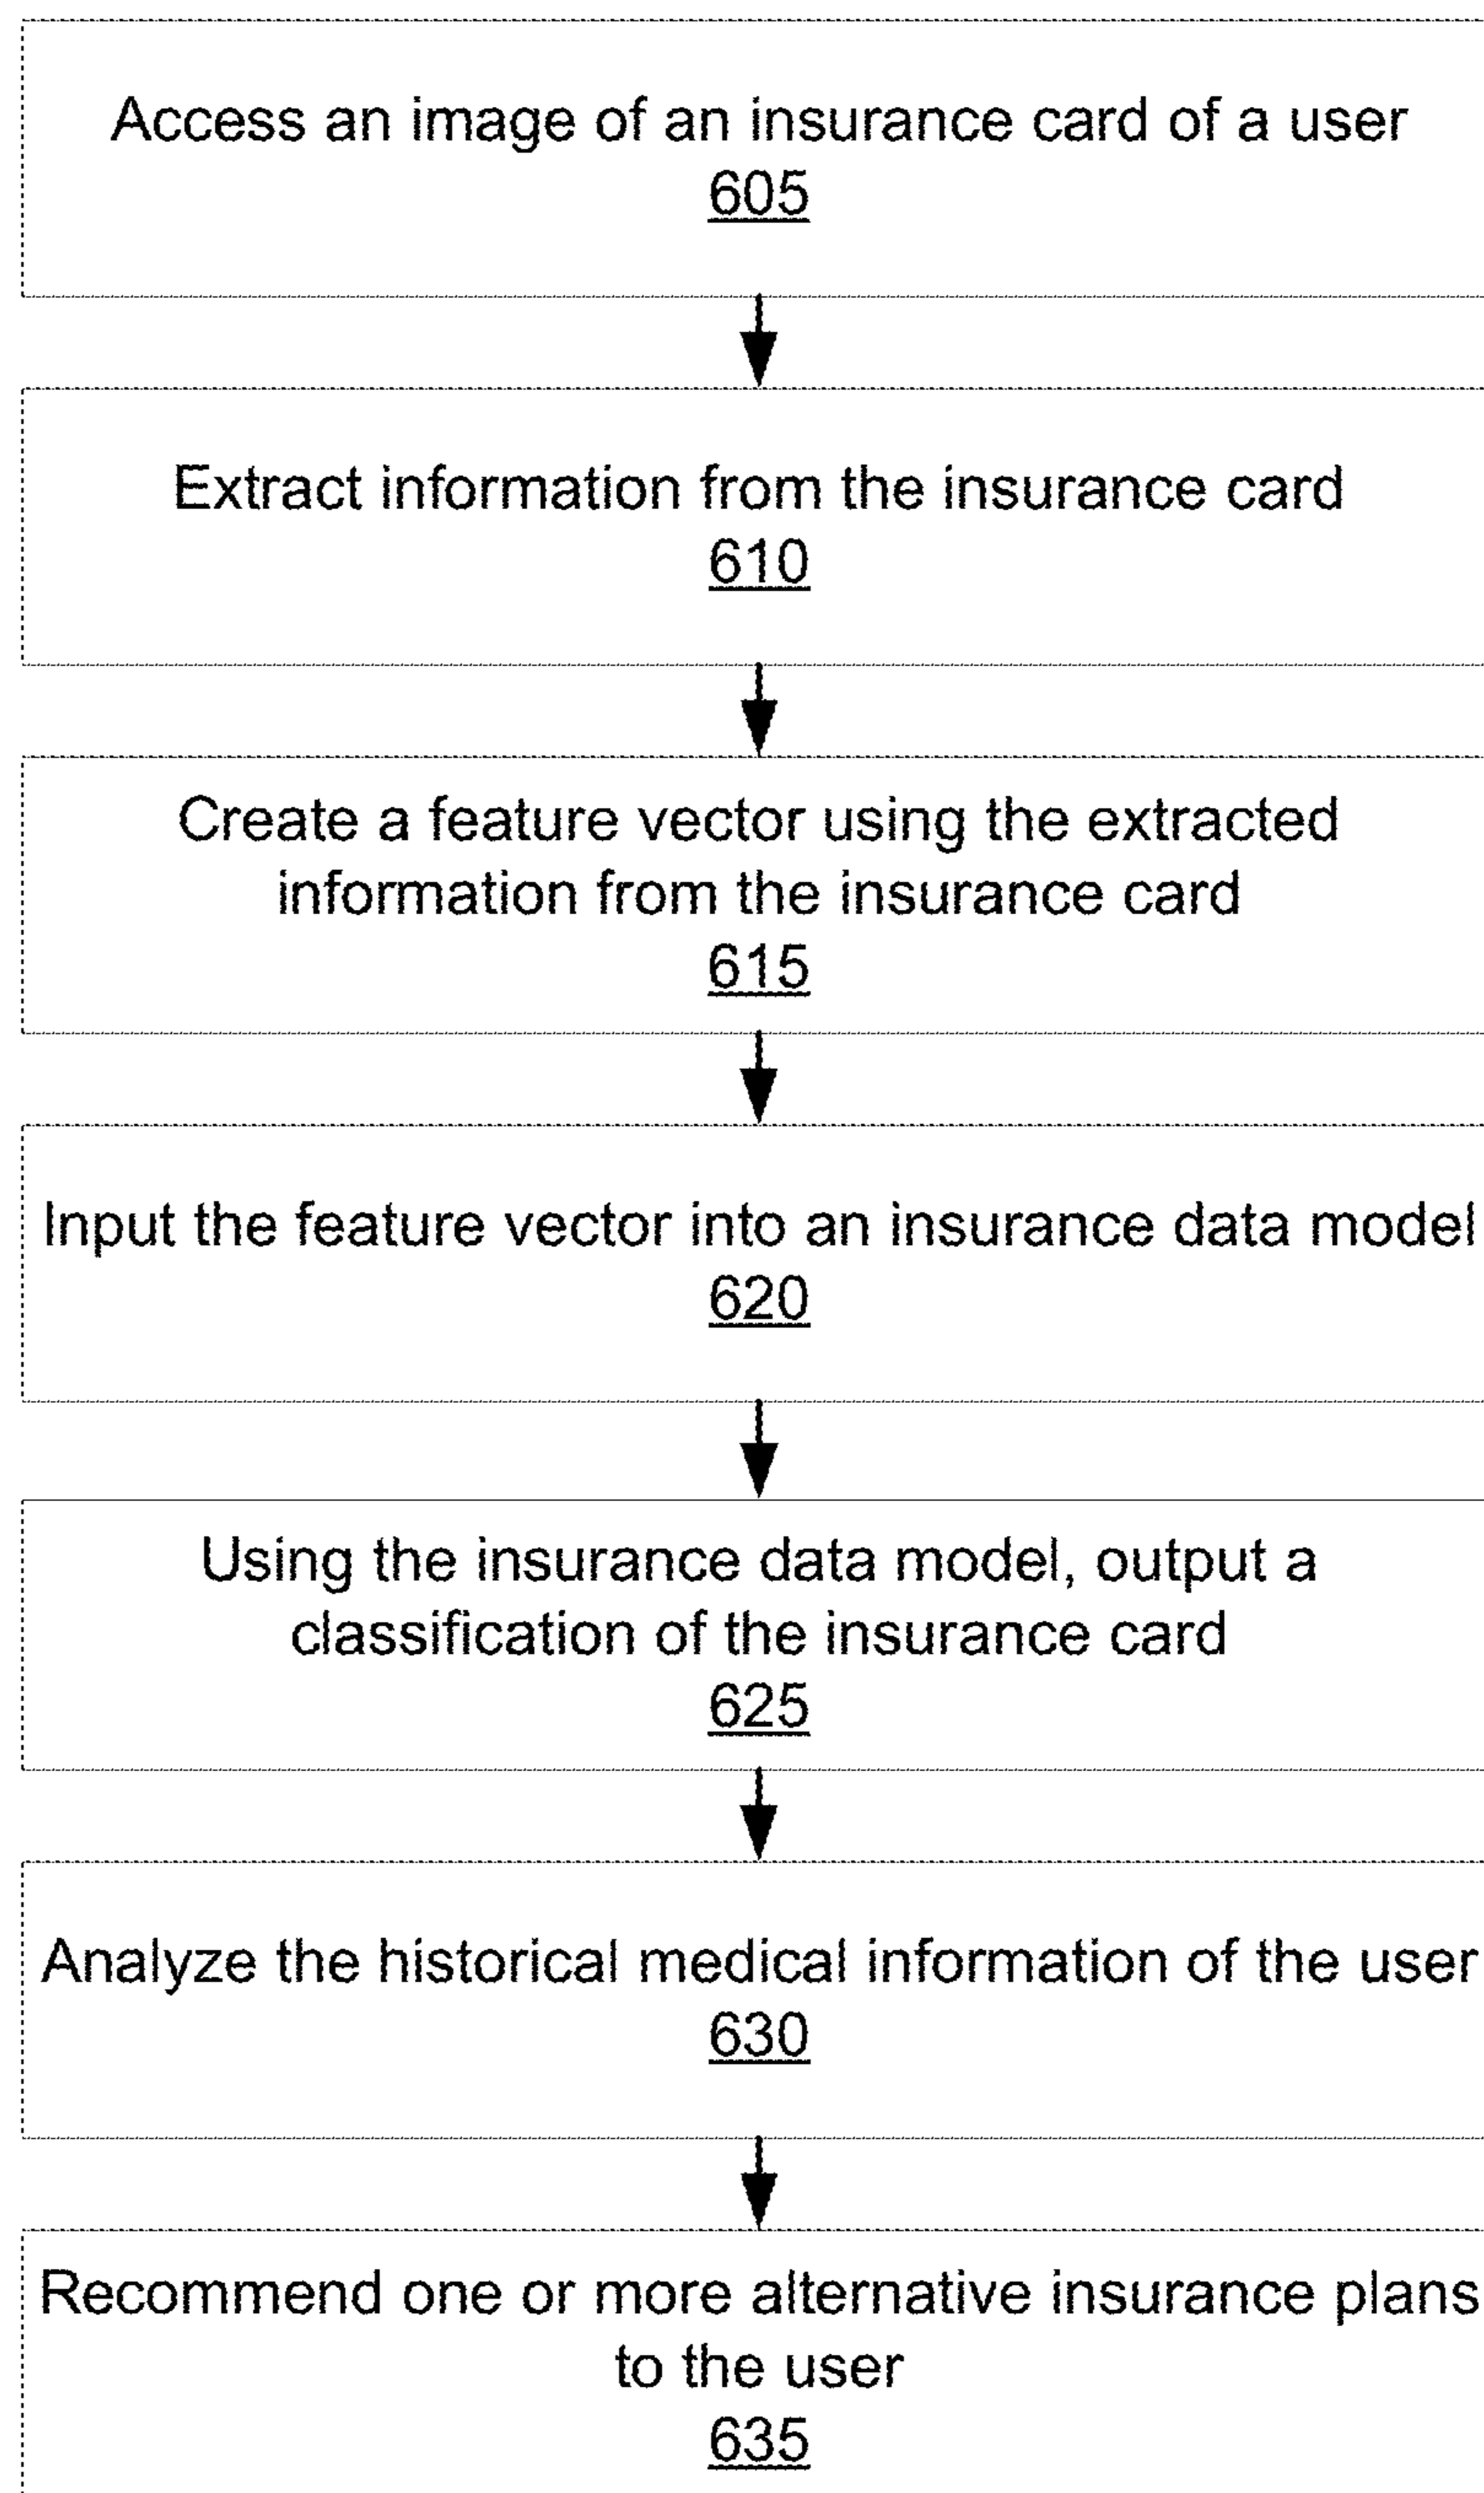 Access an image of an insurance card of a user
605
Extract information from the insurance card
610
Create a feature vector using the extracted
information from the insurance card
615
Input the feature vector into an insurance data model
620
Using the insurance data model, output a
classification of the insurance card
625
Analyze the historical medical information of the user
630
Recommend one or more alternative insurance plans
to the user
635